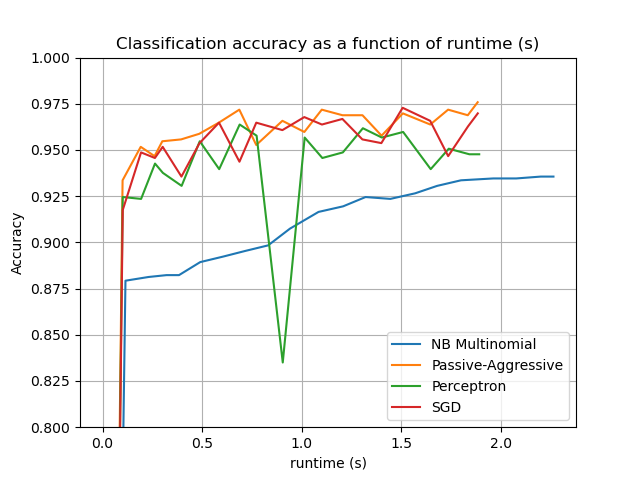 Classification accuracy as a function of runtime (s)
1.000
0.975
0.950
0.925
0.900
0.875
0.850
0.825
0.800
Accuracy
NB Multinomial
Passive-Aggressive
Perceptron
SGD
0.0 0.5 1.0 1.5 2.0
runtime (s)